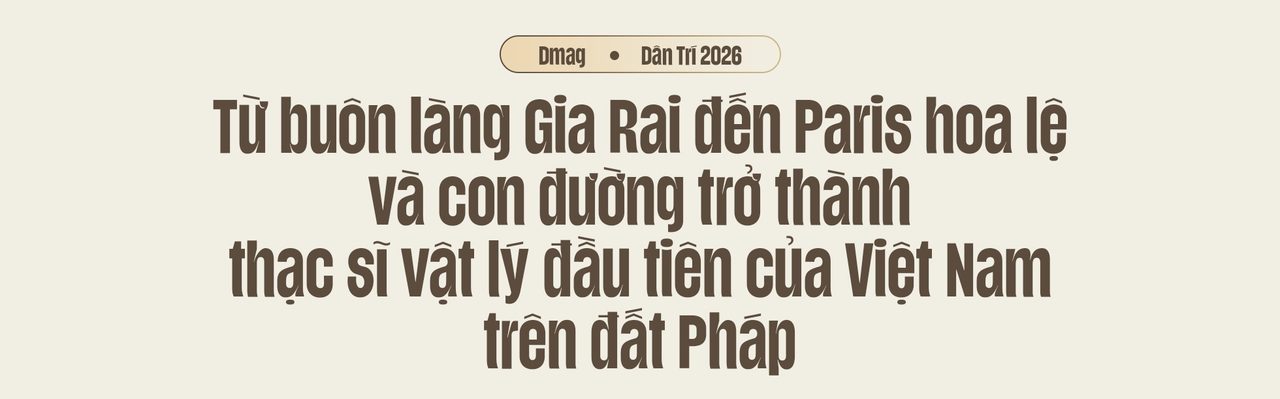 Dmag • Dân Trí 2026
Từ buôn làng Gia Rai đến Paris hoa lệ
và con đường trở thành
thạc sĩ vật lý đầu tiên của Việt Nam
trên đất Pháp